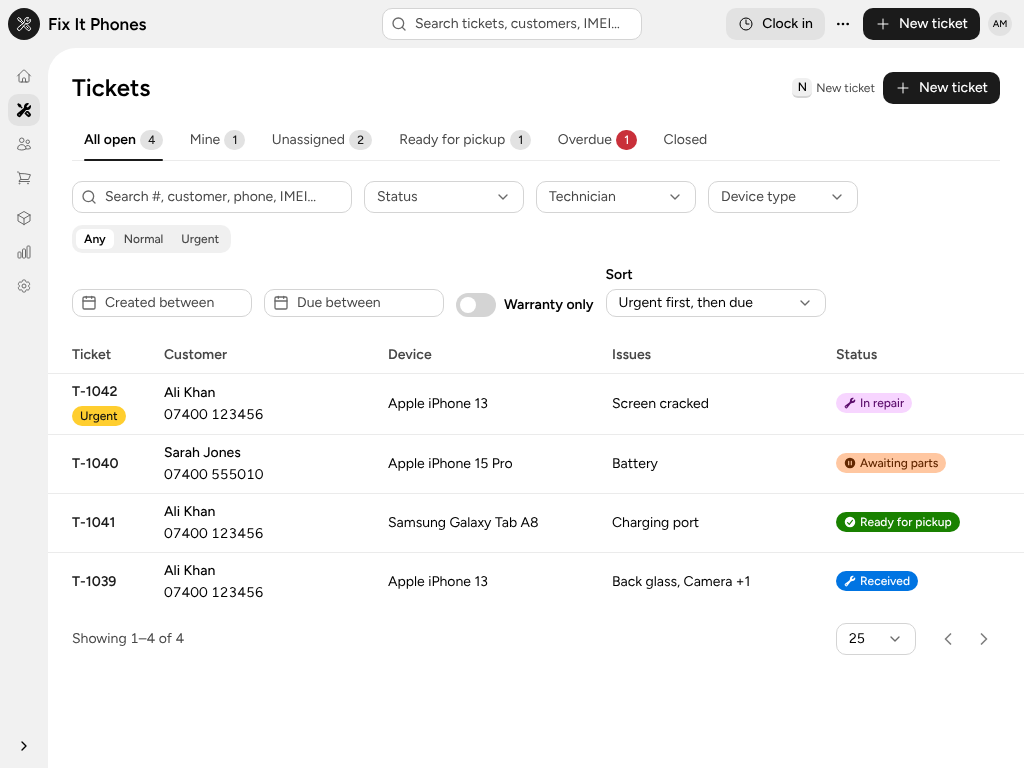 Fix It Phones
Search tickets, customers, IMEI...
Clock in
New ticket
AM
Tickets
N New ticket
New ticket
All open 4
Mine 1
Unassigned 2
Ready for pickup 1
Overdue 1
Closed
Search #, customer, phone, IMEI...
Status
Technician
Device type
Any
Normal
Urgent
Sort
Created between
Due between
Warranty only
Urgent first, then due
Ticket Customer Device Issues Status
T-1042
Urgent
Ali Khan
07400 123456
Apple iPhone 13
Screen cracked
In repair
T-1040
Sarah Jones
07400 555010
Apple iPhone 15 Pro
Battery
Awaiting parts
T-1041
Ali Khan
07400 123456
Samsung Galaxy Tab A8
Charging port
Ready for pickup
T-1039
Ali Khan
07400 123456
Apple iPhone 13
Back glass, Camera +1
Received
Showing 1–4 of 4
25